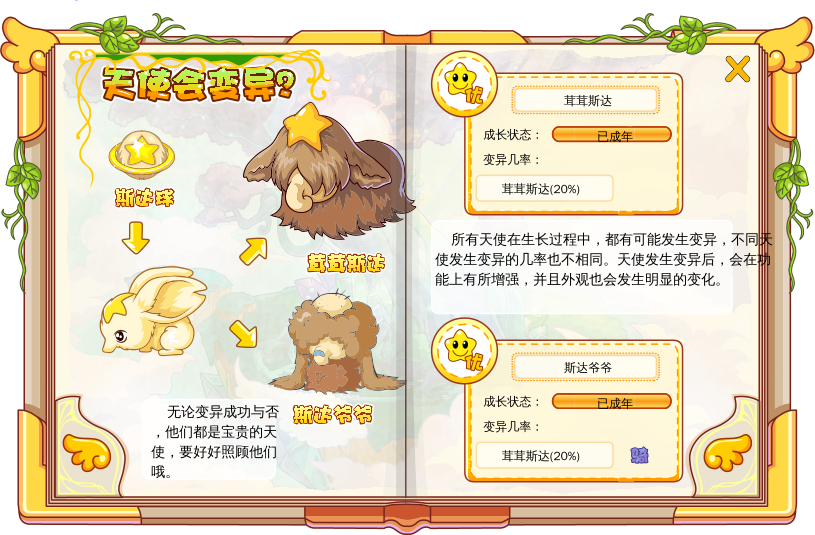 天使会变异?
斯达球
茸茸斯达
斯达爷爷
无论变异成功与否
，他们都是宝贵的天
使，要好好照顾他们
哦。
优
茸茸斯达
成长状态：
已成年
变异几率：
茸茸斯达(20%)
所有天使在生长过程中，都有可能发生变异，不同天
使发生变异的几率也不相同。天使发生变异后，会在功
能上有所增强，并且外观也会发生明显的变化。
优
斯达爷爷
成长状态：
已成年
变异几率：
茸茸斯达(20%)